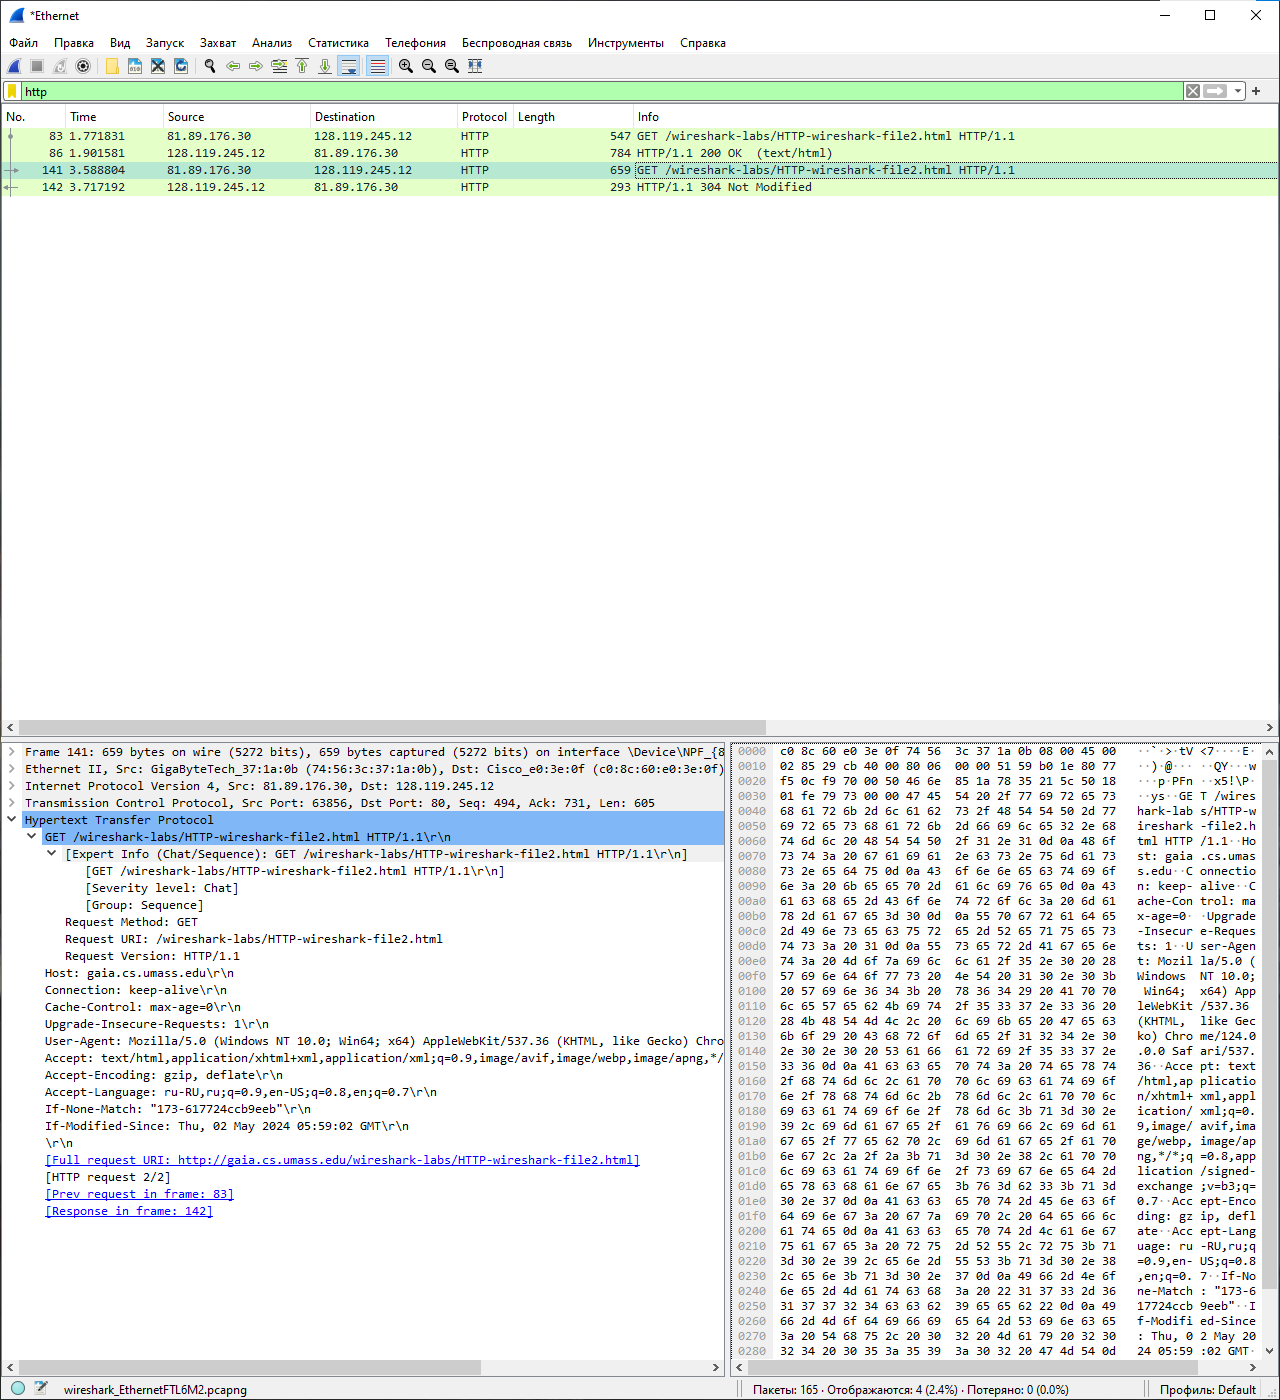 *Ethernet
Файл Правка Вид Запуск Захват Анализ Статистика Телефония Беспроводная связь Инструменты Справка
http
No. Time Source Destination Protocol Length Info
83 1.771831 81.89.176.30 128.119.245.12 HTTP 547 GET /wireshark-labs/HTTP-wireshark-file2.html HTTP/1.1
86 1.901581 128.119.245.12 81.89.176.30 HTTP 784 HTTP/1.1 200 OK (text/html)
141 3.588804 81.89.176.30 128.119.245.12 HTTP 659 GET /wireshark-labs/HTTP-wireshark-file2.html HTTP/1.1
142 3.717192 128.119.245.12 81.89.176.30 HTTP 293 HTTP/1.1 304 Not Modified
Frame 141: 659 bytes on wire (5272 bits), 659 bytes captured (5272 bits) on interface \Device\NPF_{8
Ethernet II, Src: GigaByteTech_37:1a:0b (74:56:3c:37:1a:0b), Dst: Cisco_e0:3e:0f (c0:8c:60:e0:3e:0f)
Internet Protocol Version 4, Src: 81.89.176.30, Dst: 128.119.245.12
Transmission Control Protocol, Src Port: 63856, Dst Port: 80, Seq: 494, Ack: 731, Len: 605
Hypertext Transfer Protocol
GET /wireshark-labs/HTTP-wireshark-file2.html HTTP/1.1\r\n
[Expert Info (Chat/Sequence): GET /wireshark-labs/HTTP-wireshark-file2.html HTTP/1.1\r\n]
[GET /wireshark-labs/HTTP-wireshark-file2.html HTTP/1.1\r\n]
[Severity level: Chat]
[Group: Sequence]
Request Method: GET
Request URI: /wireshark-labs/HTTP-wireshark-file2.html
Request Version: HTTP/1.1
Host: gaia.cs.umass.edu\r\n
Connection: keep-alive\r\n
Cache-Control: max-age=0\r\n
Upgrade-Insecure-Requests: 1\r\n
User-Agent: Mozilla/5.0 (Windows NT 10.0; Win64; x64) AppleWebKit/537.36 (KHTML, like Gecko) Chro
Accept: text/html,application/xhtml+xml,application/xml;q=0.9,image/avif,image/webp,image/apng,*/
Accept-Encoding: gzip, deflate\r\n
Accept-Language: ru-RU,ru;q=0.9,en-US;q=0.8,en;q=0.7\r\n
If-None-Match: "173-617724ccb9eeb"\r\n
If-Modified-Since: Thu, 02 May 2024 05:59:02 GMT\r\n
\r\n
[Full request URI: http://gaia.cs.umass.edu/wireshark-labs/HTTP-wireshark-file2.html]
[HTTP request 2/2]
[Prev request in frame: 83]
[Response in frame: 142]
0000 c0 8c 60 e0 3e 0f 74 56 3c 37 1a 0b 08 00 45 00 ··`·>·tV <7····E·
0010 02 85 29 cb 40 00 80 06 00 00 51 59 b0 1e 80 77 ··)·@··· ··QY···w
0020 f5 0c f9 70 00 50 46 6e 85 1a 78 35 21 5c 50 18 ···p·PFn ··x5!\P·
0030 01 fe 79 73 00 00 47 45 54 20 2f 77 69 72 65 73 ··ys··GE T /wires
0040 68 61 72 6b 2d 6c 61 62 73 2f 48 54 54 50 2d 77 hark-lab s/HTTP-w
0050 69 72 65 73 68 61 72 6b 2d 66 69 6c 65 32 2e 68 ireshark -file2.h
0060 74 6d 6c 20 48 54 54 50 2f 31 2e 31 0d 0a 48 6f tml HTTP /1.1··Ho
0070 73 74 3a 20 67 61 69 61 2e 63 73 2e 75 6d 61 73 st: gaia .cs.umas
0080 73 2e 65 64 75 0d 0a 43 6f 6e 6e 65 63 74 69 6f s.edu··C onnectio
0090 6e 3a 20 6b 65 65 70 2d 61 6c 69 76 65 0d 0a 43 n: keep- alive··C
00a0 61 63 68 65 2d 43 6f 6e 74 72 6f 6c 3a 20 6d 61 ache-Con trol: ma
00b0 78 2d 61 67 65 3d 30 0d 0a 55 70 67 72 61 64 65 x-age=0· ·Upgrade
00c0 2d 49 6e 73 65 63 75 72 65 2d 52 65 71 75 65 73 -Insecur e-Reques
00d0 74 73 3a 20 31 0d 0a 55 73 65 72 2d 41 67 65 6e ts: 1··U ser-Agen
00e0 74 3a 20 4d 6f 7a 69 6c 6c 61 2f 35 2e 30 20 28 t: Mozil la/5.0 (
00f0 57 69 6e 64 6f 77 73 20 4e 54 20 31 30 2e 30 3b Windows NT 10.0;
0100 20 57 69 6e 36 34 3b 20 78 36 34 29 20 41 70 70 Win64; x64) App
0110 6c 65 57 65 62 4b 69 74 2f 35 33 37 2e 33 36 20 leWebKit /537.36
0120 28 4b 48 54 4d 4c 2c 20 6c 69 6b 65 20 47 65 63 (KHTML, like Gec
0130 6b 6f 29 20 43 68 72 6f 6d 65 2f 31 32 34 2e 30 ko) Chro me/124.0
0140 2e 30 2e 30 20 53 61 66 61 72 69 2f 35 33 37 2e .0.0 Saf ari/537.
0150 33 36 0d 0a 41 63 63 65 70 74 3a 20 74 65 78 74 36··Acce pt: text
0160 2f 68 74 6d 6c 2c 61 70 70 6c 69 63 61 74 69 6f /html,ap plicatio
0170 6e 2f 78 68 74 6d 6c 2b 78 6d 6c 2c 61 70 70 6c n/xhtml+ xml,appl
0180 69 63 61 74 69 6f 6e 2f 78 6d 6c 3b 71 3d 30 2e ication/ xml;q=0.
0190 39 2c 69 6d 61 67 65 2f 61 76 69 66 2c 69 6d 61 9,image/ avif,ima
01a0 67 65 2f 77 65 62 70 2c 69 6d 61 67 65 2f 61 70 ge/webp, image/ap
01b0 6e 67 2c 2a 2f 2a 3b 71 3d 30 2e 38 2c 61 70 70 ng,*/*;q =0.8,app
01c0 6c 69 63 61 74 69 6f 6e 2f 73 69 67 6e 65 64 2d lication /signed-
01d0 65 78 63 68 61 6e 67 65 3b 76 3d 62 33 3b 71 3d exchange ;v=b3;q=
01e0 30 2e 37 0d 0a 41 63 63 65 70 74 2d 45 6e 63 6f 0.7··Acc ept-Enco
01f0 64 69 6e 67 3a 20 67 7a 69 70 2c 20 64 65 66 6c ding: gz ip, defl
0200 61 74 65 0d 0a 41 63 63 65 70 74 2d 4c 61 6e 67 ate··Acc ept-Lang
0210 75 61 67 65 3a 20 72 75 2d 52 55 2c 72 75 3b 71 uage: ru -RU,ru;q
0220 3d 30 2e 39 2c 65 6e 2d 55 53 3b 71 3d 30 2e 38 =0.9,en- US;q=0.8
0230 2c 65 6e 3b 71 3d 30 2e 37 0d 0a 49 66 2d 4e 6f ,en;q=0. 7··If-No
0240 6e 65 2d 4d 61 74 63 68 3a 20 22 31 37 33 2d 36 ne-Match : "173-6
0250 31 37 37 32 34 63 63 62 39 65 65 62 22 0d 0a 49 17724ccb 9eeb"··I
0260 66 2d 4d 6f 64 69 66 69 65 64 2d 53 69 6e 63 65 f-Modifi ed-Since
0270 3a 20 54 68 75 2c 20 30 32 20 4d 61 79 20 32 30 : Thu, 0 2 May 20
0280 32 34 20 30 35 3a 35 39 3a 30 32 20 47 4d 54 0d 24 05:59 :02 GMT·
wireshark_EthernetFTL6M2.pcapng
Пакеты: 165 · Отображаются: 4 (2.4%) · Потеряно: 0 (0.0%)
Профиль: Default